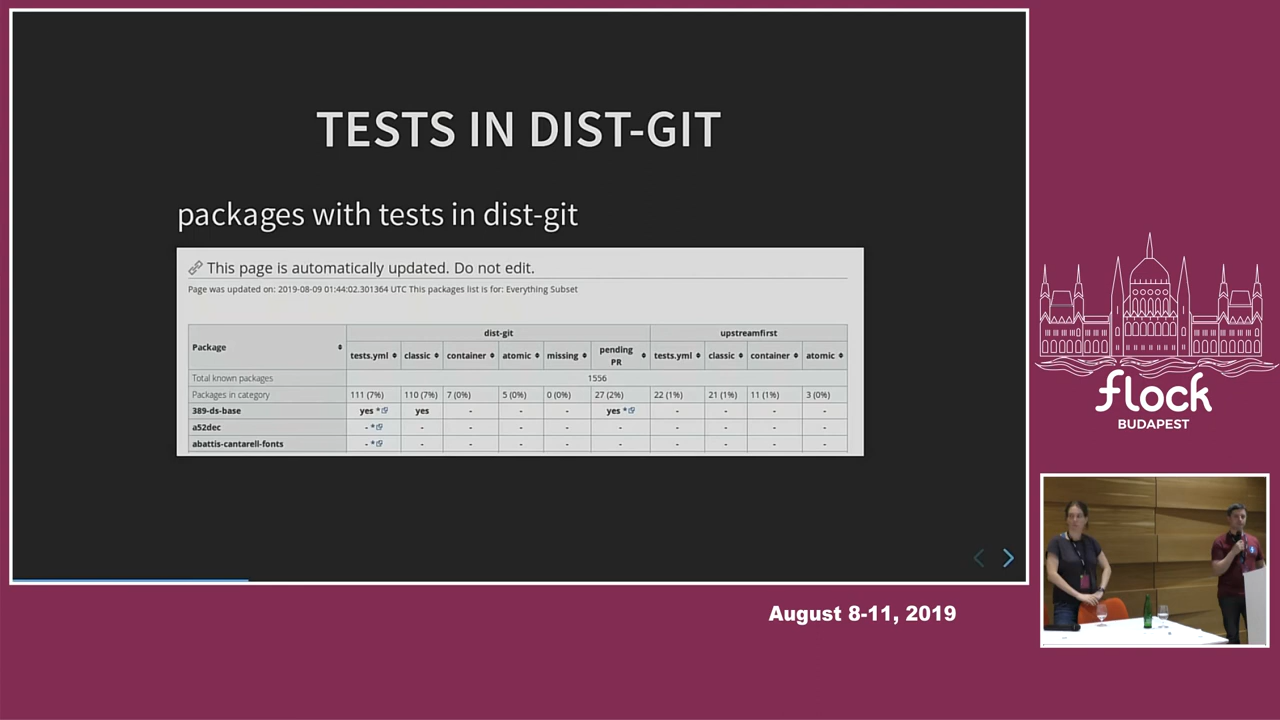 TESTS IN DIST-GIT
packages with tests in dist-git
This page is automatically updated. Do not edit.
Page was updated on: 2019-08-09 01:44:02.301364 UTC This packages list is for: Everything Subset
Package dist-git upstreamfirst
tests.yml classic container atomic missing pending PR tests.yml classic container atomic
Total known packages 1556
Packages in category 111 (7%) 110 (7%) 7 (0%) 5 (0%) 0 (0%) 27 (2%) 22 (1%) 21 (1%) 11 (1%) 3 (0%)
389-ds-base yes * yes - - - yes * - - - -
a52dec - * - - - - - - - - -
abattis-cantarell-fonts - * - - - - - - - - -
flock
BUDAPEST
August 8-11, 2019